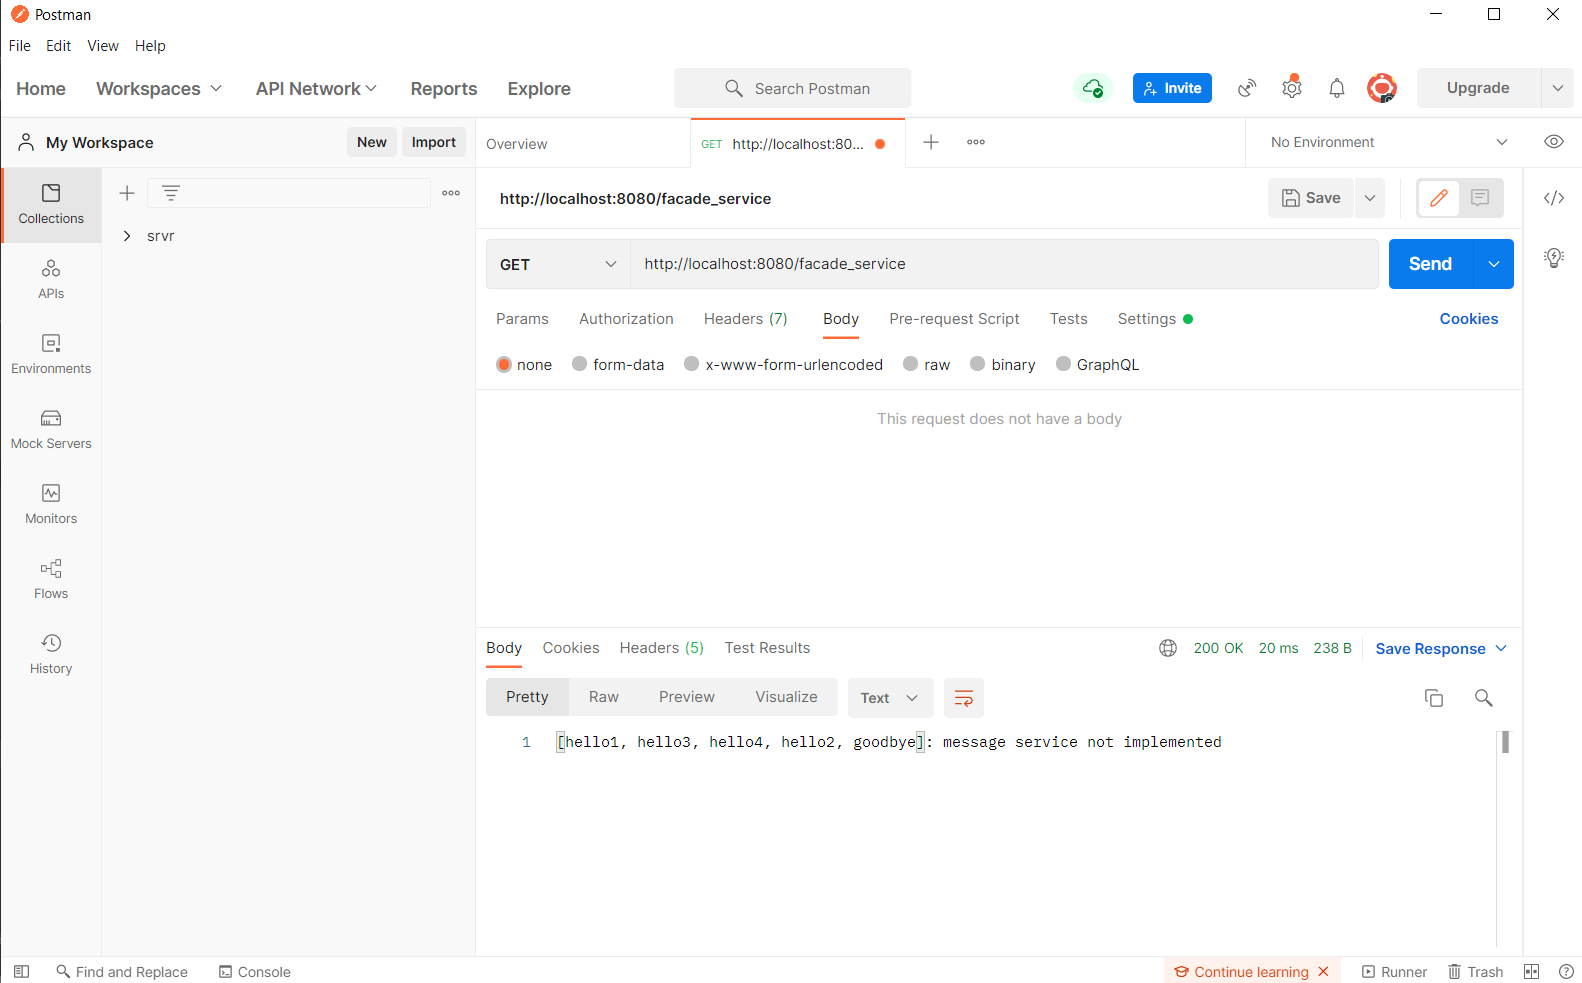 Postman
File Edit View Help
Home Workspaces API Network Reports Explore Search Postman Invite Upgrade
My Workspace New Import Overview GET http://localhost:80... No Environment
Collections
srvr
APIs
Environments
Mock Servers
Monitors
Flows
History
http://localhost:8080/facade_service Save
GET http://localhost:8080/facade_service Send
Params Authorization Headers (7) Body Pre-request Script Tests Settings Cookies
none form-data x-www-form-urlencoded raw binary GraphQL
This request does not have a body
Body Cookies Headers (5) Test Results 200 OK 20 ms 238 B Save Response
Pretty Raw Preview Visualize Text
1 [hello1, hello3, hello4, hello2, goodbye]: message service not implemented
Find and Replace Console Continue learning Runner Trash